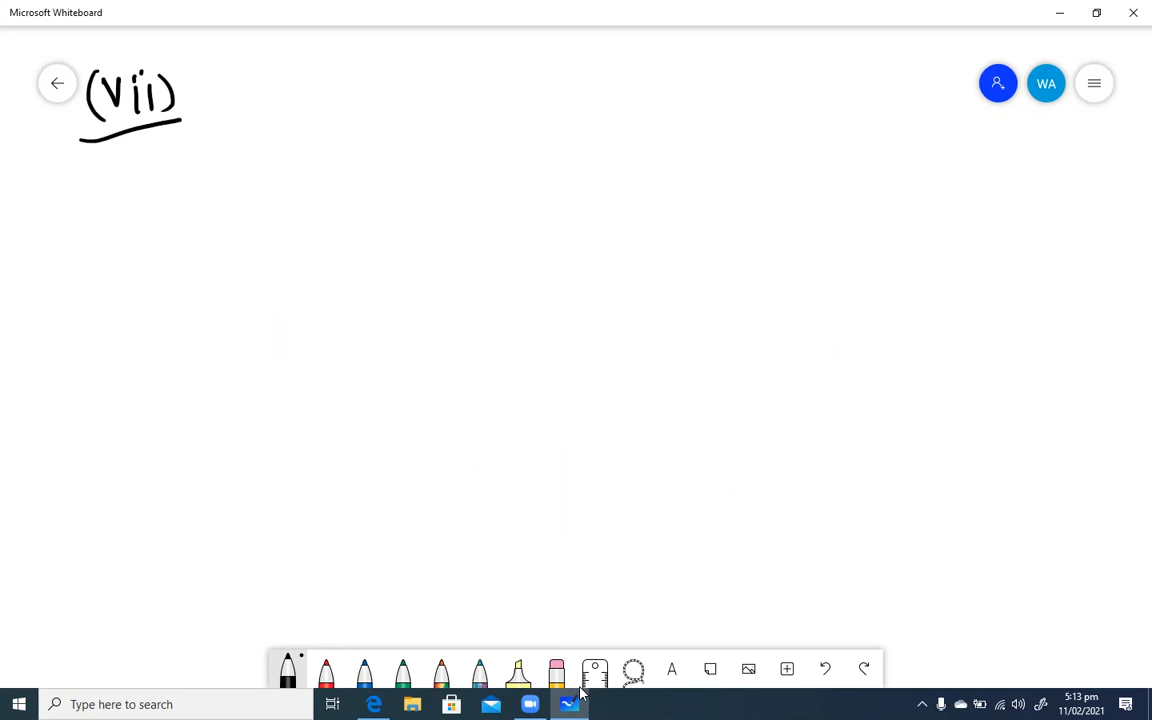 Microsoft Whiteboard
(Vii)
WA
A
Type here to search
5:13 pm
11/02/2021